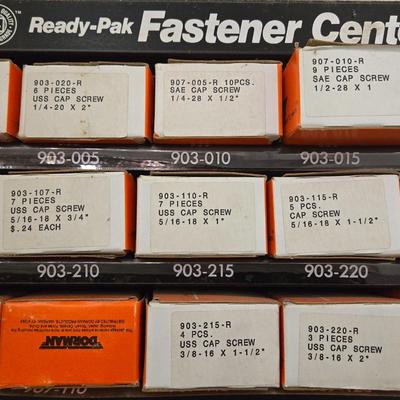 Ready-Pak Fastener Cente
903-020-R
6 PIECES
USS CAP SCREW
1/4-20 X 2"
907-005-R 10PCS.
SAE CAP SCREW
1/4-28 X 1/2"
907-010-R
9 PIECES
SAE CAP SCREW
1/2-28 X 1
903-005
903-010
903-015
903-107-R
7 PIECES
USS CAP SCREW
5/16-18 X 3/4"
$.24 EACH
903-110-R
7 PIECES
USS CAP SCREW
5/16-18 X 1"
903-115-R
5 PCS.
CAP SCREW
5/16-18 X 1-1/2"
903-210
903-215
903-220
DORMAN
903-215-R
4 PCS.
USS CAP SCREW
3/8-16 X 1-1/2"
903-220-R
3 PIECES
USS CAP SCREW
3/8-16 X 2"